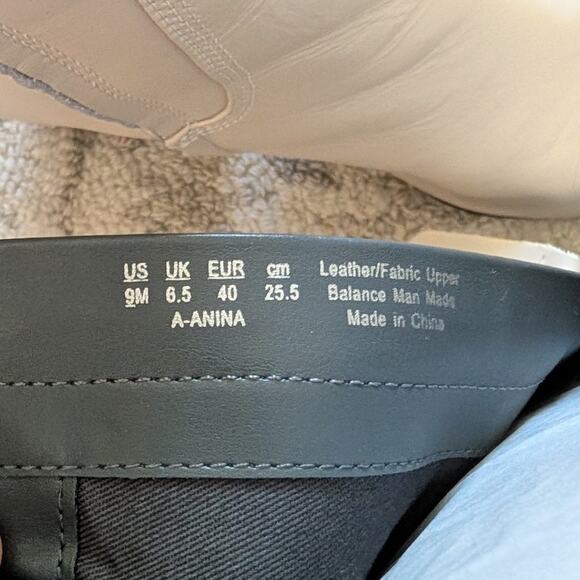 US UK EUR cm Leather/Fabric Upper
9M 6.5 40 25.5 Balance Man Made
A-ANINA Made in China